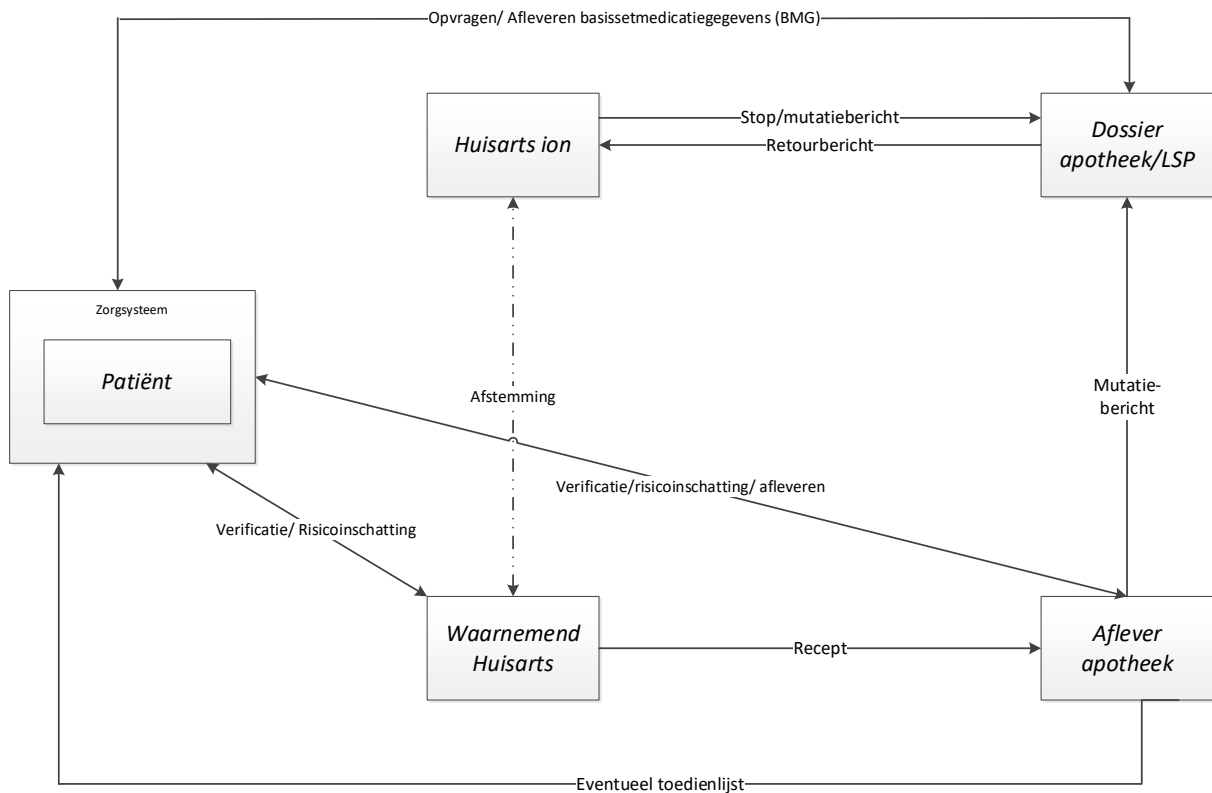 Opvragen/ Afleveren basissetmedicatiegegevens (BMG)
Huisarts ion
Stop/mutatiebericht
Retourbericht
Dossier
apotheek/LSP
Zorgsysteem
Patiënt
Afstemming
Mutatie-
bericht
Verificatie/risicoinschatting/ afleveren
Verificatie/ Risicoinschatting
Waarnemend
Huisarts
Recept
Aflever
apotheek
Eventueel toedienlijst